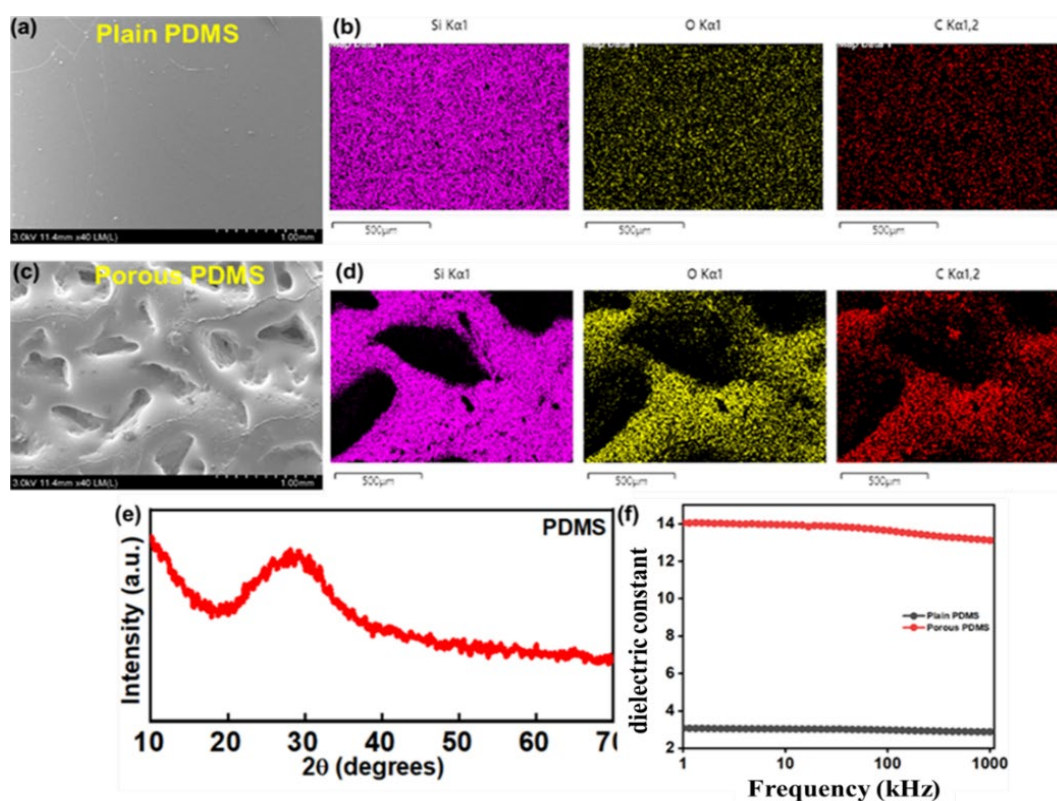 (a) Plain PDMS
3.0kV 11.4mm x40 LM(L) 1.00mm
(b) Si Kα1 O Kα1 C Kα1,2
500μm 500μm 500μm
(c) Porous PDMS
3.0kV 11.4mm x40 LM(L) 1.00mm
(d) Si Kα1 O Kα1 C Kα1,2
500μm 500μm 500μm
(e) PDMS
Intensity (a.u.)
10 20 30 40 50 60 70
2θ (degrees)
(f)
dielectric constant
14
12
10
8
6
4
2
Plain PDMS
Porous PDMS
1 10 100 1000
Frequency (kHz)